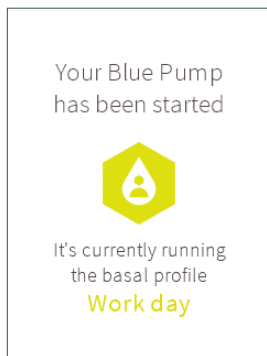 Your Blue Pump
has been started
It's currently running
the basal profile
Work day